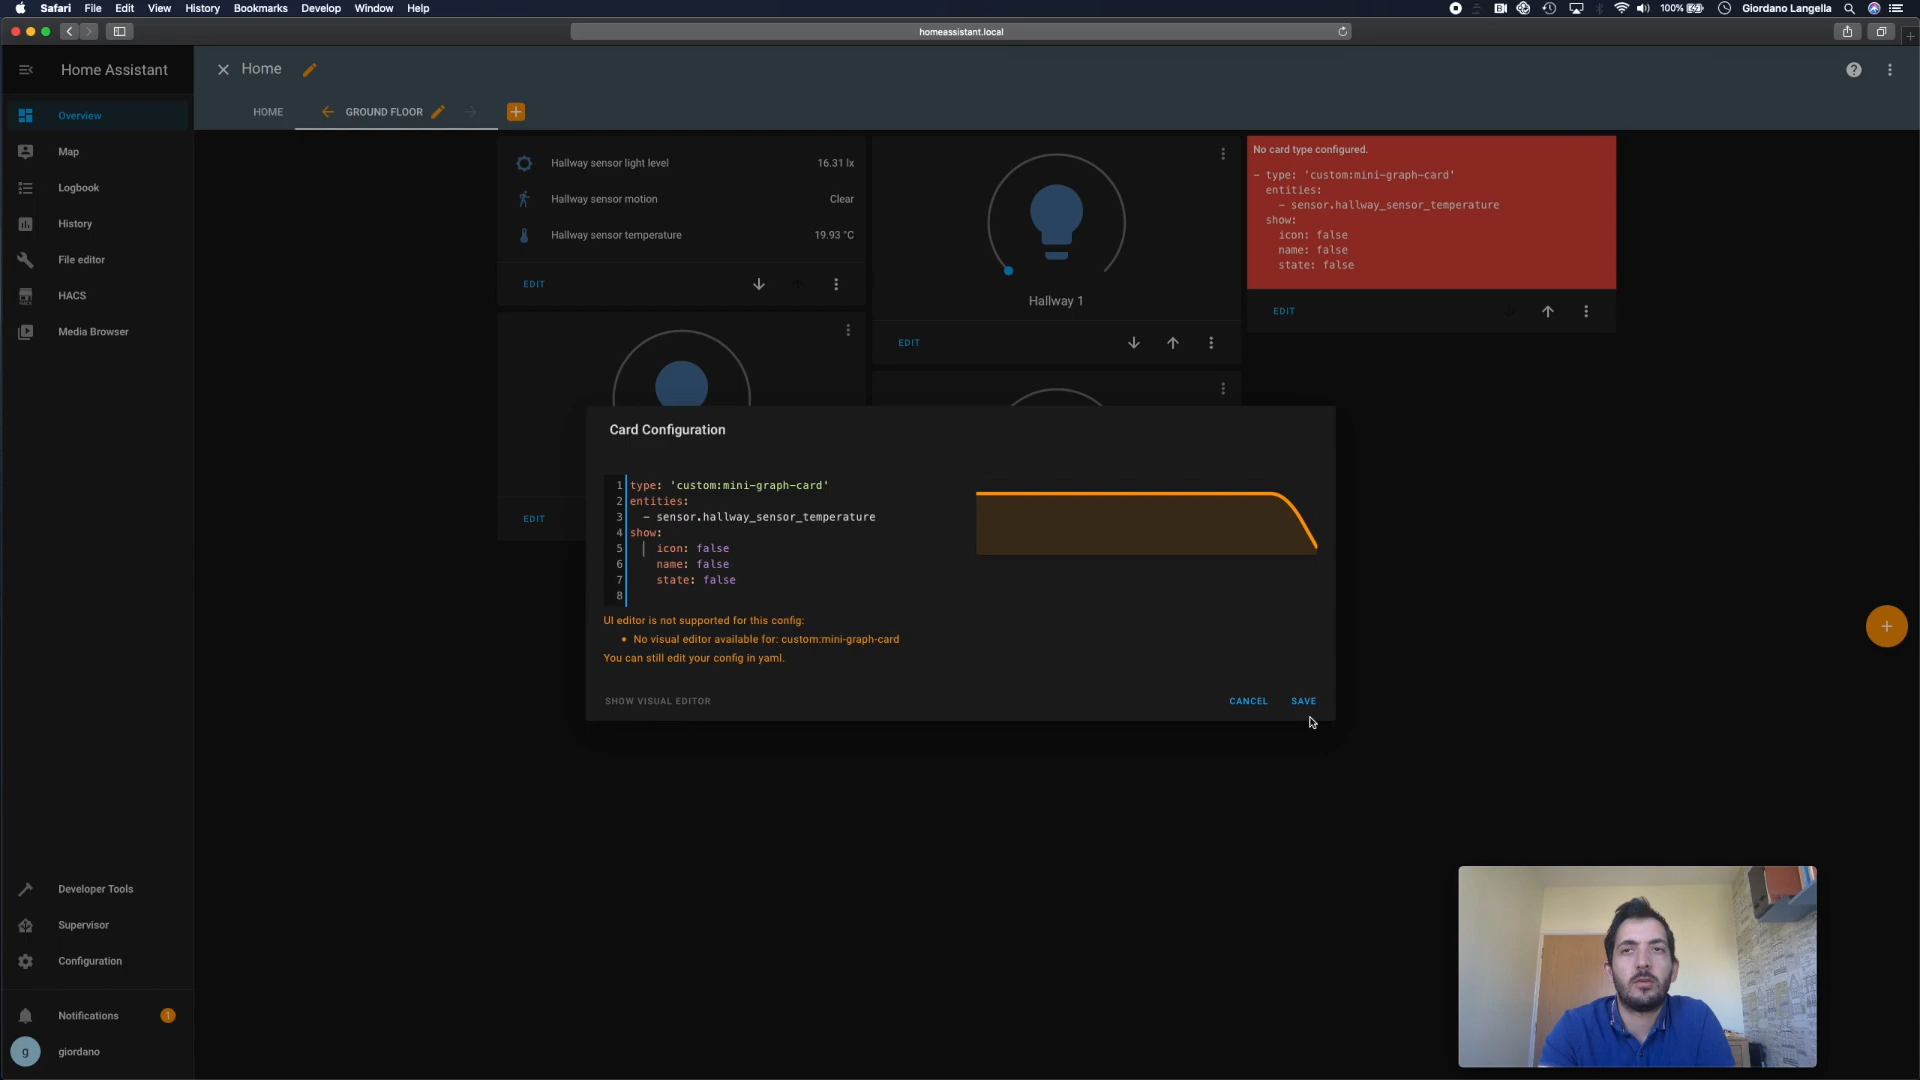 Safari File Edit View History Bookmarks Develop Window Help
100% Giordano Langella
homeassistant.local
Home Assistant
Home
HOME
GROUND FLOOR
Overview
Map
Logbook
History
File editor
HACS
Media Browser
Developer Tools
Supervisor
Configuration
Notifications 1
g giordano
Hallway sensor light level 16.31 lx
Hallway sensor motion Clear
Hallway sensor temperature 19.93 °C
EDIT
EDIT
Hallway 1
EDIT
No card type configured.
- type: 'custom:mini-graph-card'
entities:
- sensor.hallway_sensor_temperature
show:
icon: false
name: false
state: false
EDIT
Card Configuration
1 type: 'custom:mini-graph-card'
2 entities:
3 - sensor.hallway_sensor_temperature
4 show:
5 icon: false
6 name: false
7 state: false
8
UI editor is not supported for this config:
• No visual editor available for: custom:mini-graph-card
You can still edit your config in yaml.
SHOW VISUAL EDITOR
CANCEL SAVE